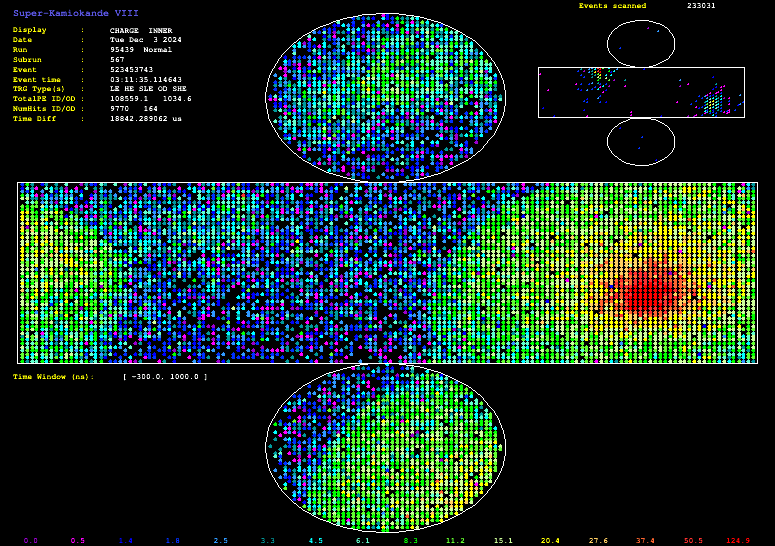 Super-Kamiokande VIII
Display : CHARGE INNER
Date : Tue Dec 3 2024
Run : 95439 Normal
Subrun : 567
Event : 523453743
Event time : 03:11:35.114643
TRG Type(s) : LE HE SLE OD SHE
TotalPE ID/OD : 108559.1 1034.6
NumHits ID/OD : 9770 164
Time Diff : 18842.289062 us
Events scanned 233031
Time Window (ns): [ -300.0, 1000.0 ]
0.0 0.5 1.8 2.5 3.3 4.5 6.1 8.3 11.2 15.1 20.4 27.6 37.4 50.5 124.9